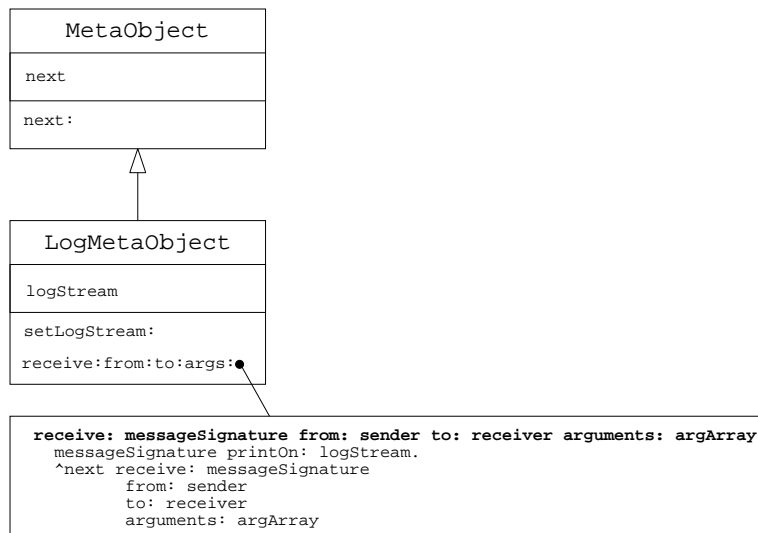 MetaObject
next
next:
LogMetaObject
logStream
setLogStream:
receive:from:to:args:
receive: messageSignature from: sender to: receiver arguments: argArray
messageSignature printOn: logStream.
^next receive: messageSignature
from: sender
to: receiver
arguments: argArray